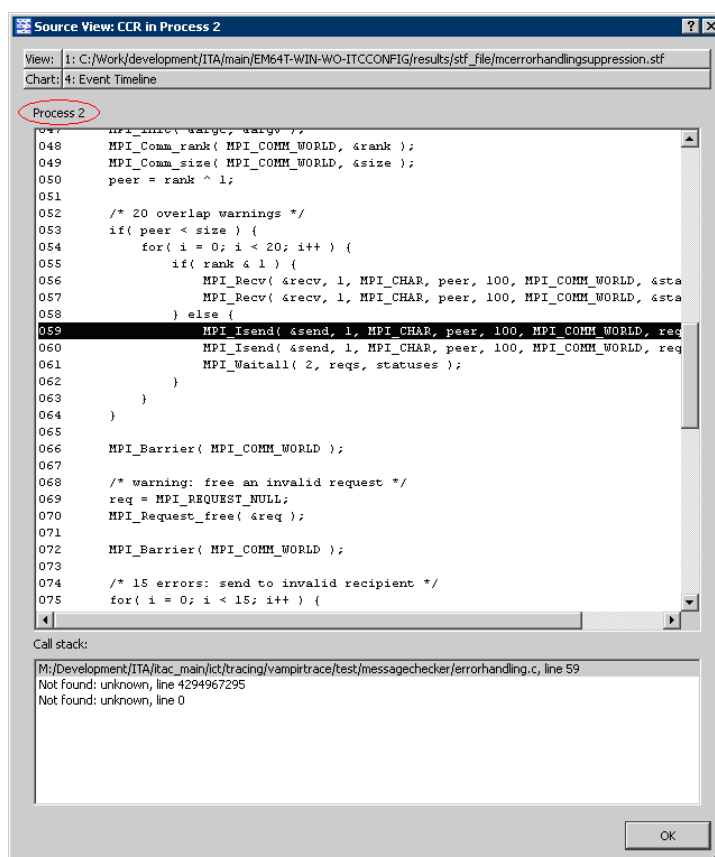 Source View: CCR in Process 2
View: 1: C:/Work/development/ITA/main/EM64T-WIN-WO-ITCCONFIG/results/stf_file/mcerrorhandlingsuppression.stf
Chart: 4: Event Timeline
Process 2
047 MPI_Init( &argc, &argv );
048 MPI_Comm_rank( MPI_COMM_WORLD, &rank );
049 MPI_Comm_size( MPI_COMM_WORLD, &size );
050 peer = rank ^ 1;
051
052 /* 20 overlap warnings */
053 if( peer < size ) {
054 for( i = 0; i < 20; i++ ) {
055 if( rank & 1 ) {
056 MPI_Recv( &recv, 1, MPI_CHAR, peer, 100, MPI_COMM_WORLD, &sta
057 MPI_Recv( &recv, 1, MPI_CHAR, peer, 100, MPI_COMM_WORLD, &sta
058 } else {
059 MPI_Isend( &send, 1, MPI_CHAR, peer, 100, MPI_COMM_WORLD, req
060 MPI_Isend( &send, 1, MPI_CHAR, peer, 100, MPI_COMM_WORLD, req
061 MPI_Waitall( 2, reqs, statuses );
062 }
063 }
064 }
065
066 MPI_Barrier( MPI_COMM_WORLD );
067
068 /* warning: free an invalid request */
069 req = MPI_REQUEST_NULL;
070 MPI_Request_free( &req );
071
072 MPI_Barrier( MPI_COMM_WORLD );
073
074 /* 15 errors: send to invalid recipient */
075 for( i = 0; i < 15; i++ ) {
Call stack:
M:/Development/ITA/itac_main/ict/tracing/vampirtrace/test/messagechecker/errorhandling.c, line 59
Not found: unknown, line 4294967295
Not found: unknown, line 0
OK